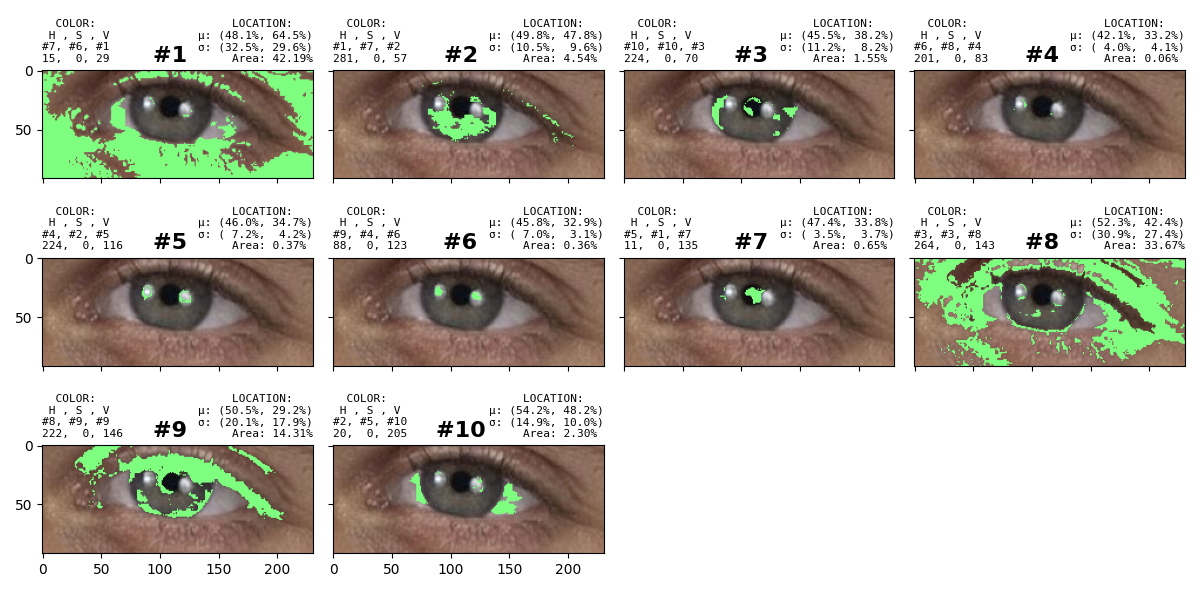 COLOR: LOCATION:
H , S , V μ: (48.1%, 64.5%)
#7, #6, #1 #1 σ: (32.5%, 29.6%)
15, 0, 29 Area: 42.19%
COLOR: LOCATION:
H , S , V μ: (49.8%, 47.8%)
#1, #7, #2 #2 σ: (10.5%, 9.6%)
281, 0, 57 Area: 4.54%
COLOR: LOCATION:
H , S , V μ: (45.5%, 38.2%)
#10, #10, #3 #3 σ: (11.2%, 8.2%)
224, 0, 70 Area: 1.55%
COLOR: LOCATION:
H , S , V μ: (42.1%, 33.2%)
#6, #8, #4 #4 σ: ( 4.0%, 4.1%)
201, 0, 83 Area: 0.06%
0
50
COLOR: LOCATION:
H , S , V μ: (46.0%, 34.7%)
#4, #2, #5 #5 σ: ( 7.2%, 4.2%)
224, 0, 116 Area: 0.37%
COLOR: LOCATION:
H , S , V μ: (45.8%, 32.9%)
#9, #4, #6 #6 σ: ( 7.0%, 3.1%)
88, 0, 123 Area: 0.36%
COLOR: LOCATION:
H , S , V μ: (47.4%, 33.8%)
#5, #1, #7 #7 σ: ( 3.5%, 3.7%)
11, 0, 135 Area: 0.65%
COLOR: LOCATION:
H , S , V μ: (52.3%, 42.4%)
#3, #3, #8 #8 σ: (30.9%, 27.4%)
264, 0, 143 Area: 33.67%
0
50
COLOR: LOCATION:
H , S , V μ: (50.5%, 29.2%)
#8, #9, #9 #9 σ: (20.1%, 17.9%)
222, 0, 146 Area: 14.31%
COLOR: LOCATION:
H , S , V μ: (54.2%, 48.2%)
#2, #5, #10 #10 σ: (14.9%, 10.0%)
20, 0, 205 Area: 2.30%
0
50
0 50 100 150 200
0 50 100 150 200